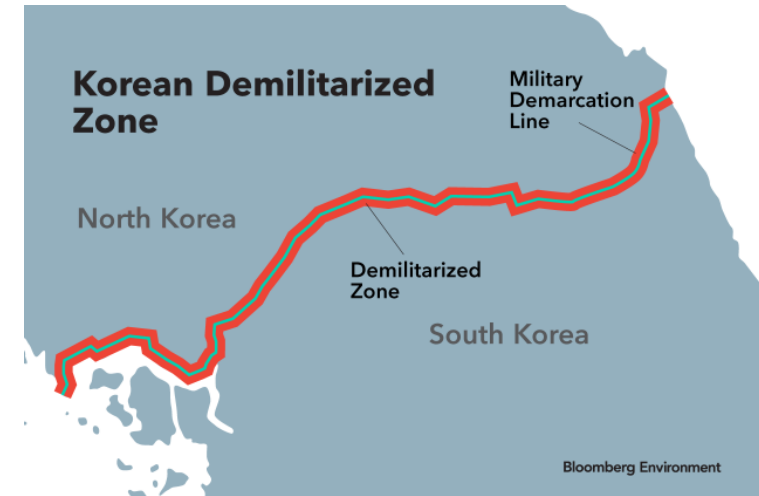 Korean Demilitarized
Zone
Military
Demarcation
Line
North Korea
Demilitarized
Zone
South Korea
Bloomberg Environment